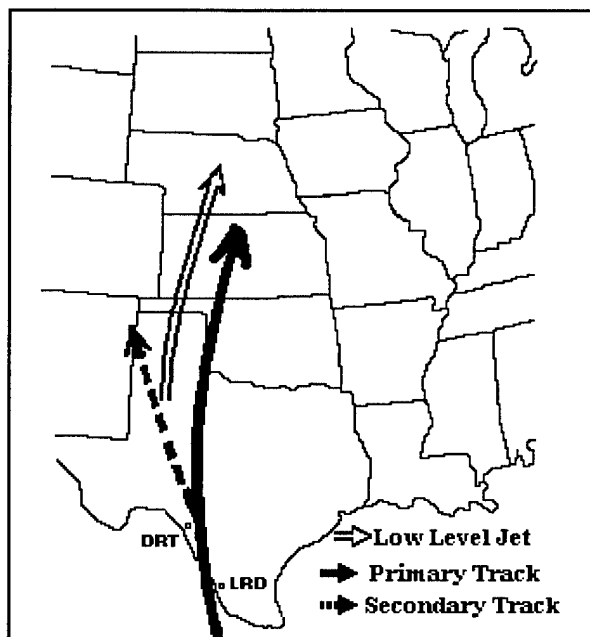 DRT
LRD
Low Level Jet
Primary Track
Secondary Track